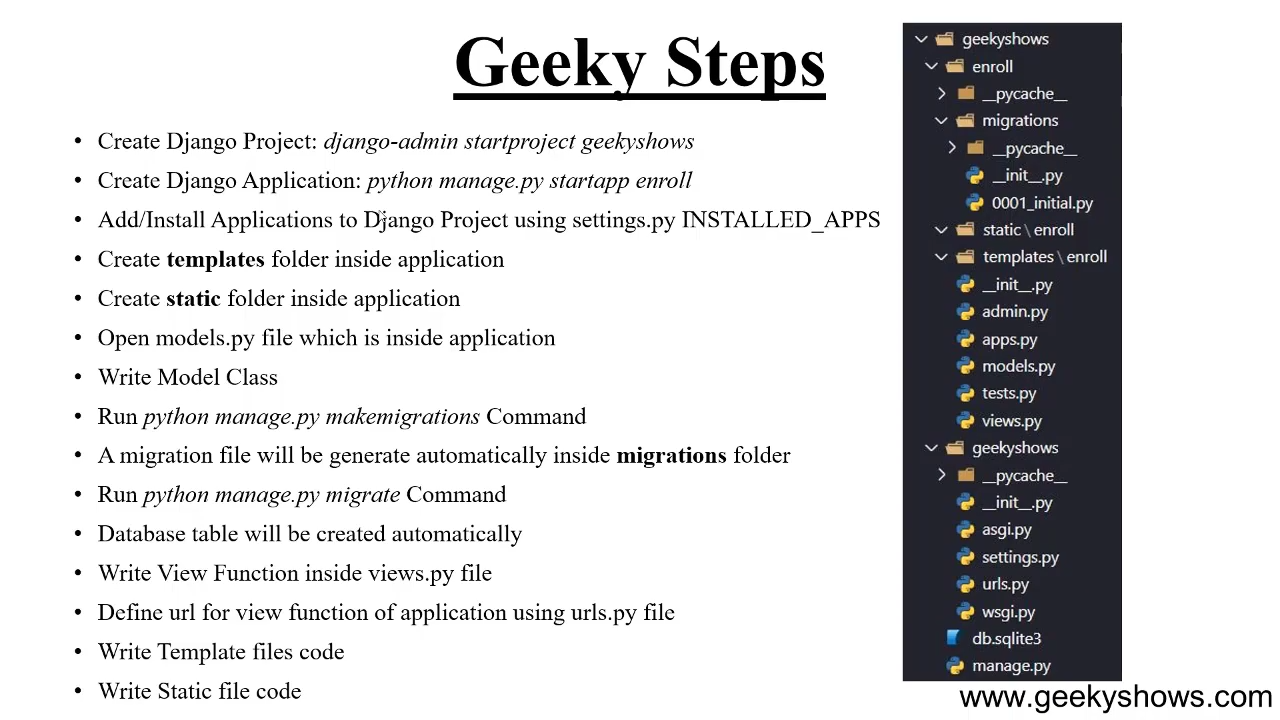 Geeky Steps
• Create Django Project: django-admin startproject geekyshows
• Create Django Application: python manage.py startapp enroll
• Add/Install Applications to Django Project using settings.py INSTALLED_APPS
• Create templates folder inside application
• Create static folder inside application
• Open models.py file which is inside application
• Write Model Class
• Run python manage.py makemigrations Command
• A migration file will be generate automatically inside migrations folder
• Run python manage.py migrate Command
• Database table will be created automatically
• Write View Function inside views.py file
• Define url for view function of application using urls.py file
• Write Template files code
• Write Static file code
geekyshows
enroll
__pycache__
migrations
__pycache__
__init__.py
0001_initial.py
static\enroll
templates\enroll
__init__.py
admin.py
apps.py
models.py
tests.py
views.py
geekyshows
__pycache__
__init__.py
asgi.py
settings.py
urls.py
wsgi.py
db.sqlite3
manage.py
www.geekyshows.com